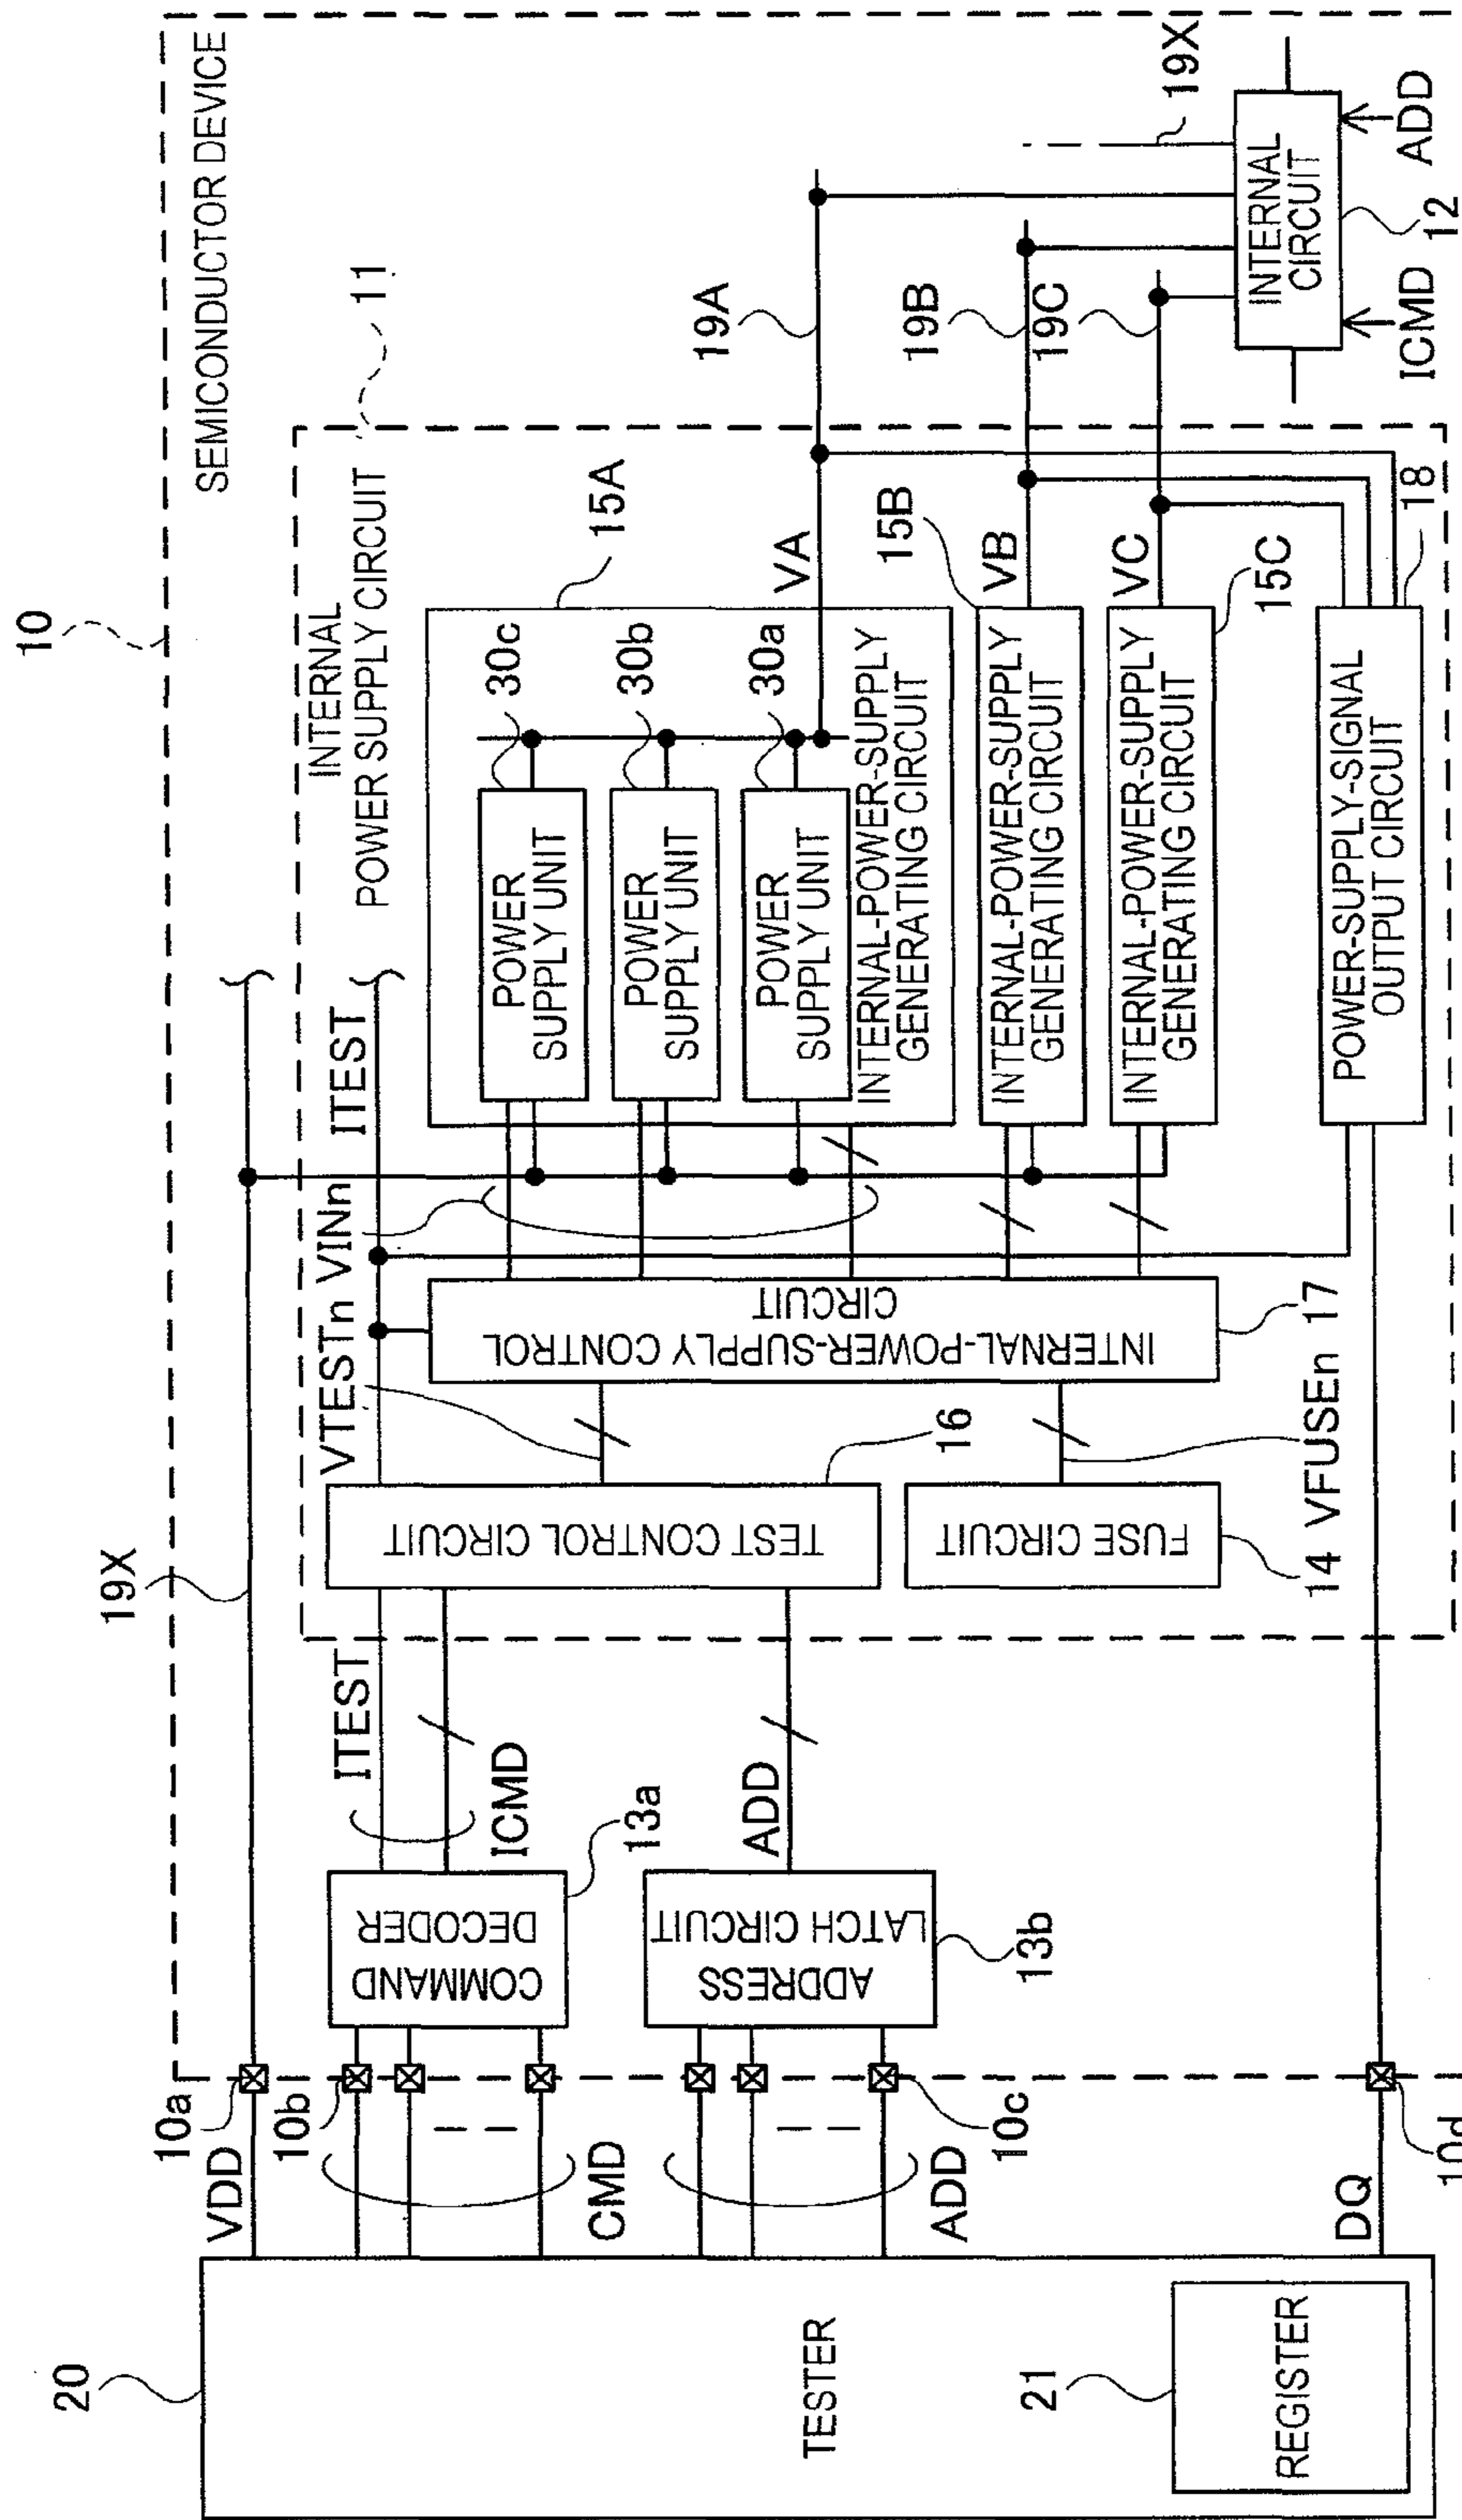 10
SEMICONDUCTOR DEVICE
19X
INTERNAL
POWER SUPPLY CIRCUIT
11
20
TESTER
21
REGISTER
VDD
10a
10b
CMD
ADD
10c
DQ
10d
COMMAND
DECODER
13a
ADDRESS
LATCH CIRCUIT
13b
ITEST
ICMD
ADD
TEST CONTROL CIRCUIT
16
FUSE CIRCUIT
14
VFUSEn
VTESTn
VINn
ITEST
INTERNAL-POWER-SUPPLY CONTROL
CIRCUIT
17
POWER
SUPPLY UNIT
30c
POWER
SUPPLY UNIT
30b
POWER
SUPPLY UNIT
30a
INTERNAL-POWER-SUPPLY
GENERATING CIRCUIT
15A
VA
INTERNAL-POWER-SUPPLY
GENERATING CIRCUIT
15B
VB
INTERNAL-POWER-SUPPLY
GENERATING CIRCUIT
15C
VC
POWER-SUPPLY-SIGNAL
OUTPUT CIRCUIT
18
19A
19B
19C
19X
INTERNAL
CIRCUIT
12
ICMD
ADD